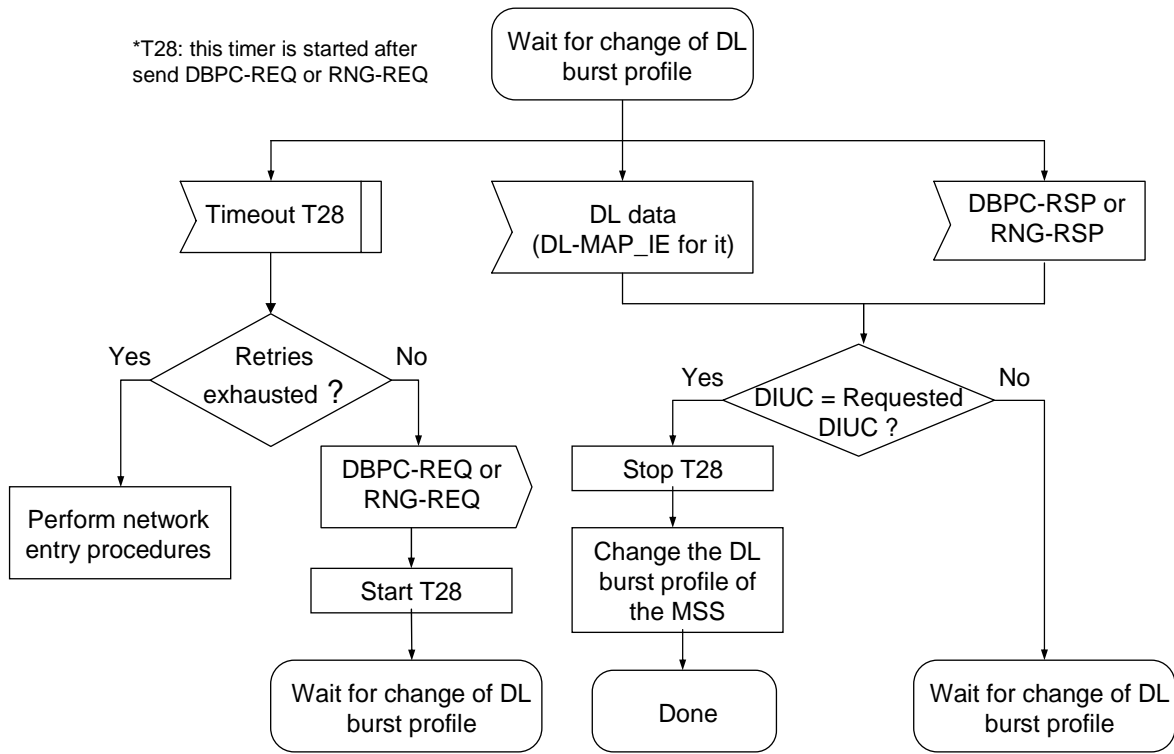 *T28: this timer is started after
send DBPC-REQ or RNG-REQ
Wait for change of DL
burst profile
Timeout T28
DL data
(DL-MAP_IE for it)
DBPC-RSP or
RNG-RSP
Yes
Retries
exhausted ?
No
Yes
DIUC = Requested
DIUC ?
No
Perform network
entry procedures
DBPC-REQ or
RNG-REQ
Start T28
Wait for change of DL
burst profile
Stop T28
Change the DL
burst profile of
the MSS
Done
Wait for change of DL
burst profile